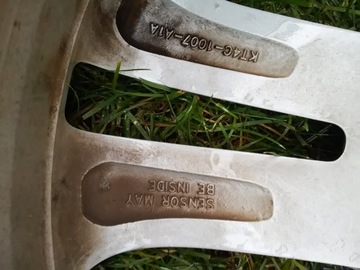 KT4C-1007-A1A
SENSOR MAY
BE INSIDE